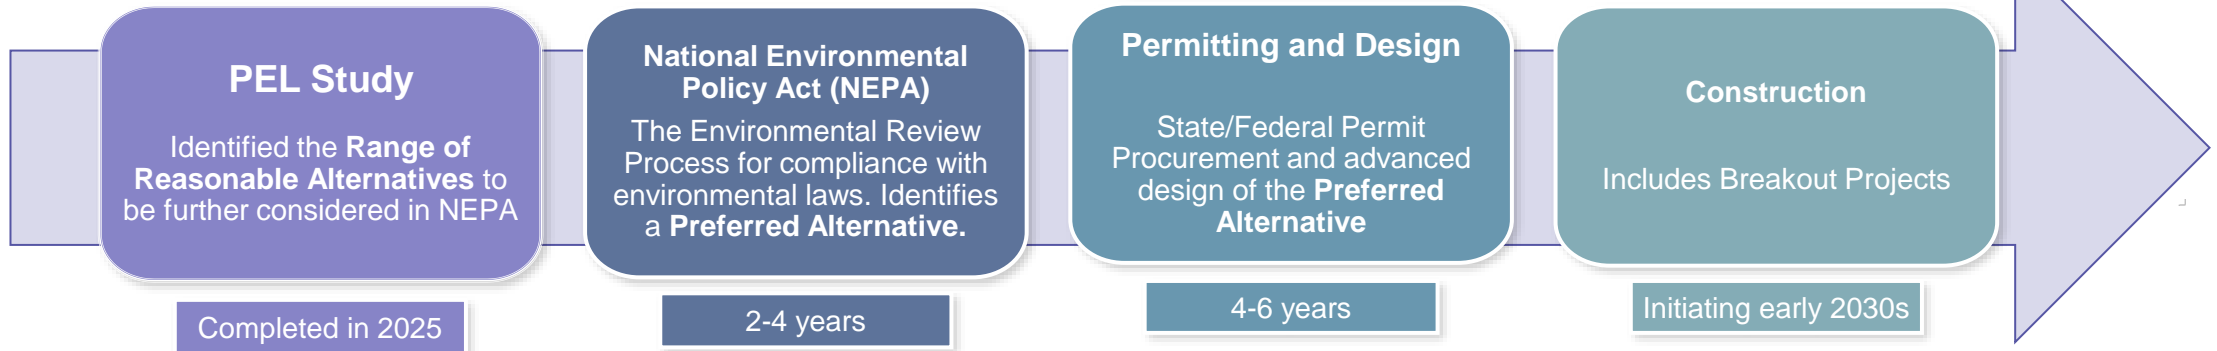 PEL Study
Identified the Range of
Reasonable Alternatives to
be further considered in NEPA
Completed in 2025
National Environmental
Policy Act (NEPA)
The Environmental Review
Process for compliance with
environmental laws. Identifies
a Preferred Alternative.
2-4 years
Permitting and Design
State/Federal Permit
Procurement and advanced
design of the Preferred
Alternative
4-6 years
Construction
Includes Breakout Projects
Initiating early 2030s